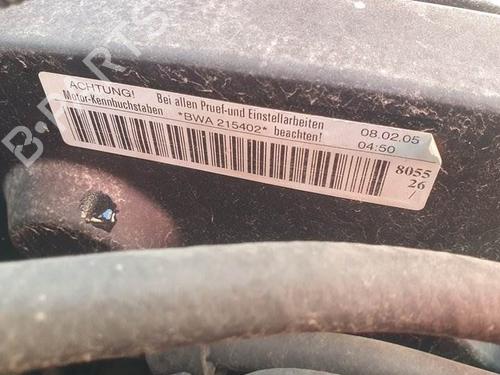 ACHTUNG! Bei allen Pruef-und Einstellarbeiten 08.02.05
Motor-Kennbuchstaben *BWA 215402* beachten! 04:50
8055
26
/
B-PARTS